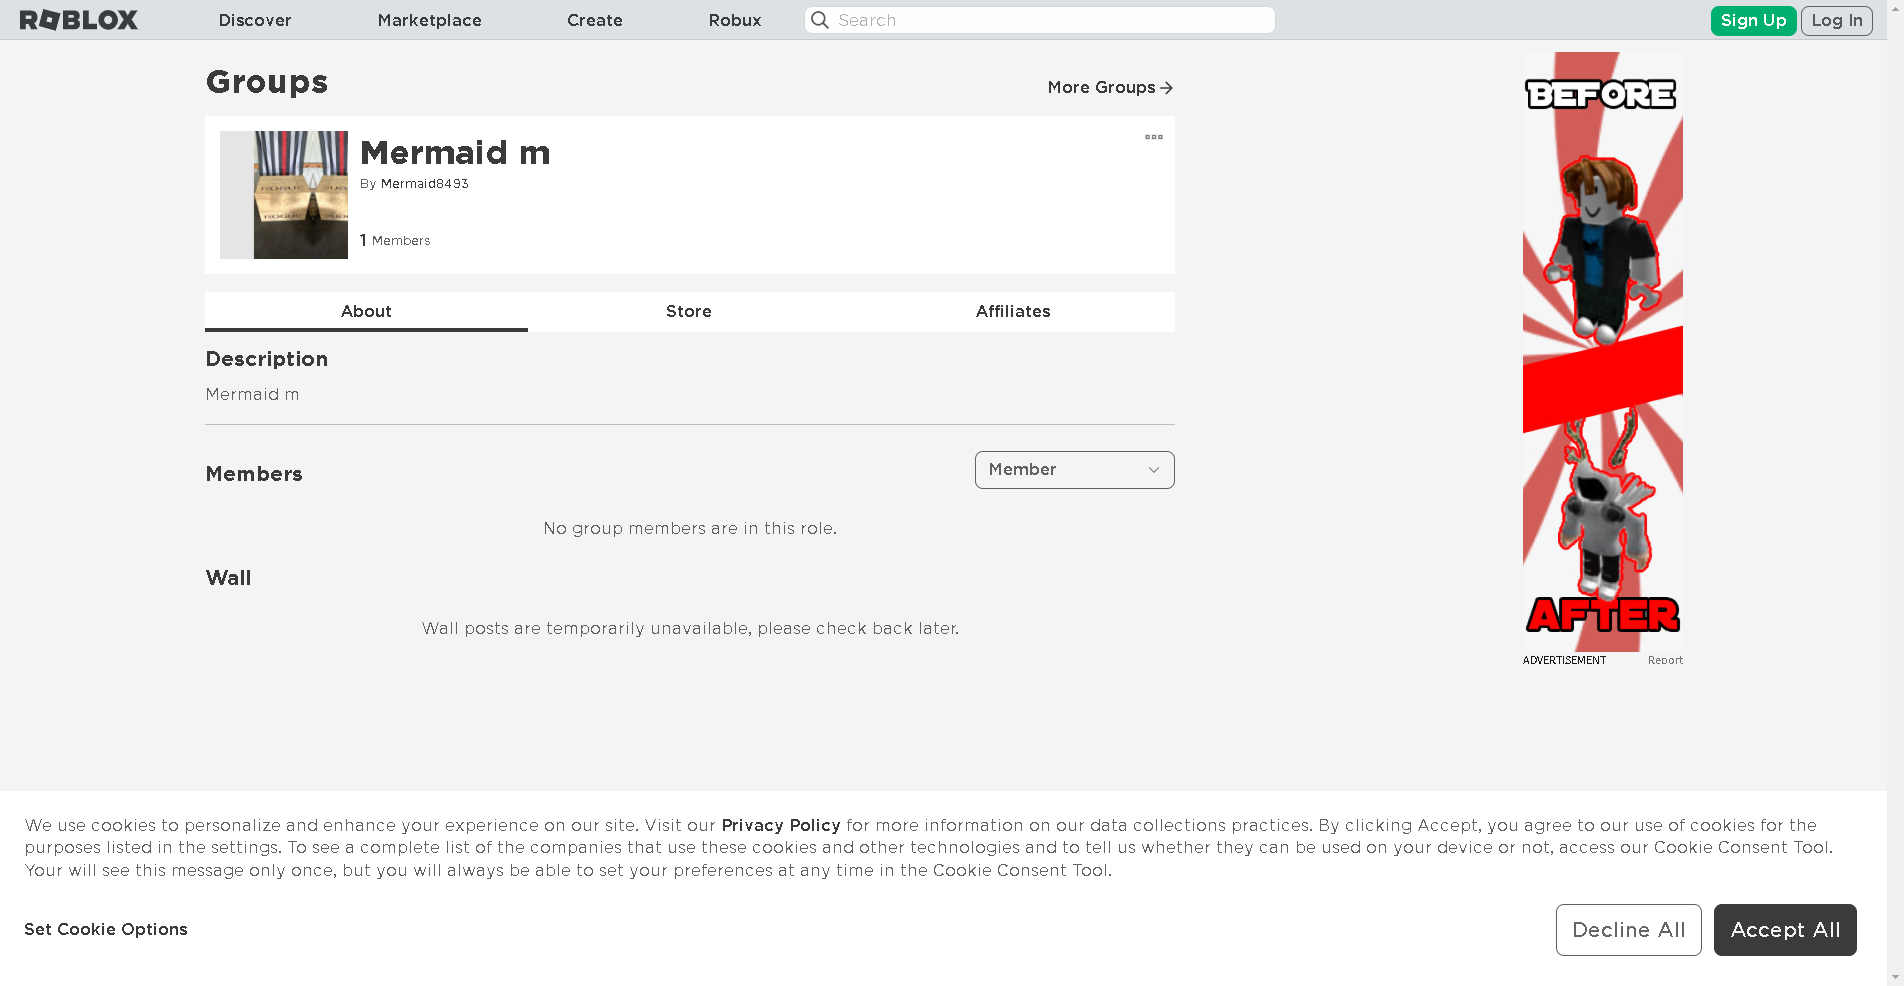 ROBLOX Discover Marketplace Create Robux Search Sign Up Log In
Groups
More Groups
Mermaid m
By Mermaid8493
1 Members
About Store Affiliates
Description
Mermaid m
Members
Member
No group members are in this role.
Wall
Wall posts are temporarily unavailable, please check back later.
BEFORE
AFTER
ADVERTISEMENT Report
We use cookies to personalize and enhance your experience on our site. Visit our Privacy Policy for more information on our data collections practices. By clicking Accept, you agree to our use of cookies for the
purposes listed in the settings. To see a complete list of the companies that use these cookies and other technologies and to tell us whether they can be used on your device or not, access our Cookie Consent Tool.
Your will see this message only once, but you will always be able to set your preferences at any time in the Cookie Consent Tool.
Set Cookie Options
Decline All Accept All